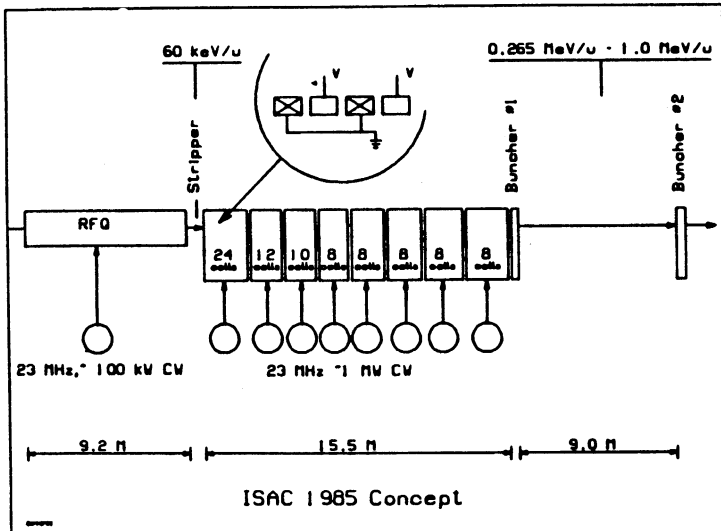 60 keV/u
0.265 MeV/u - 1.0 MeV/u
V
V
Stripper
Buncher #1
Buncher #2
RFQ
24 12 10 8 8 8 8 8
cells cells cells cells cells cells cells cells
23 MHz,~ 100 kW CW
23 MHz ~1 MW CW
9.2 M
15.5 M
9.0 M
ISAC 1985 Concept